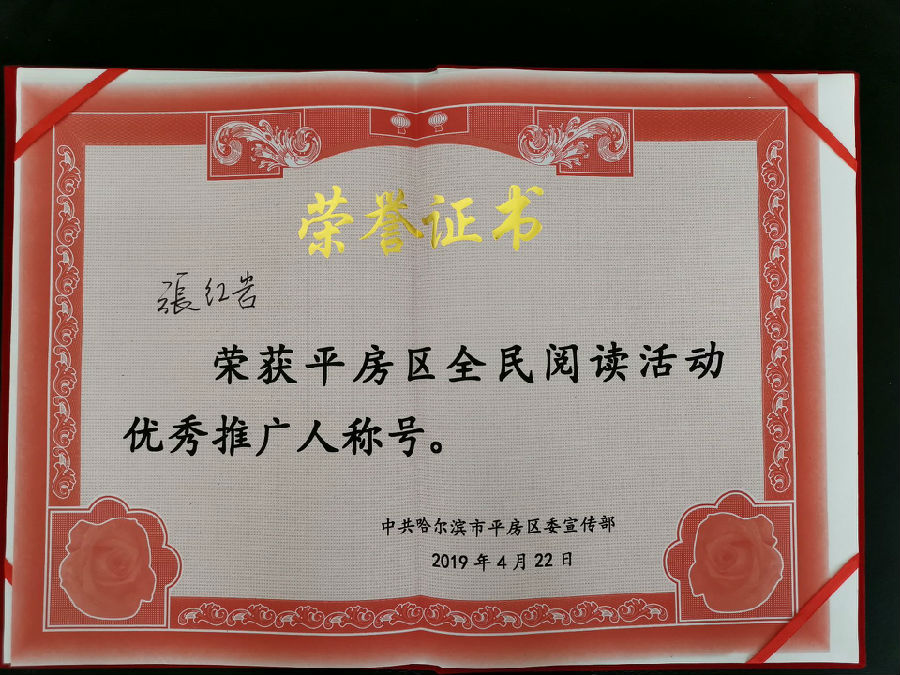 荣誉证书
張红岩
荣获平房区全民阅读活动
优秀推广人称号。
中共哈尔滨市平房区委宣传部
2019年4月22日